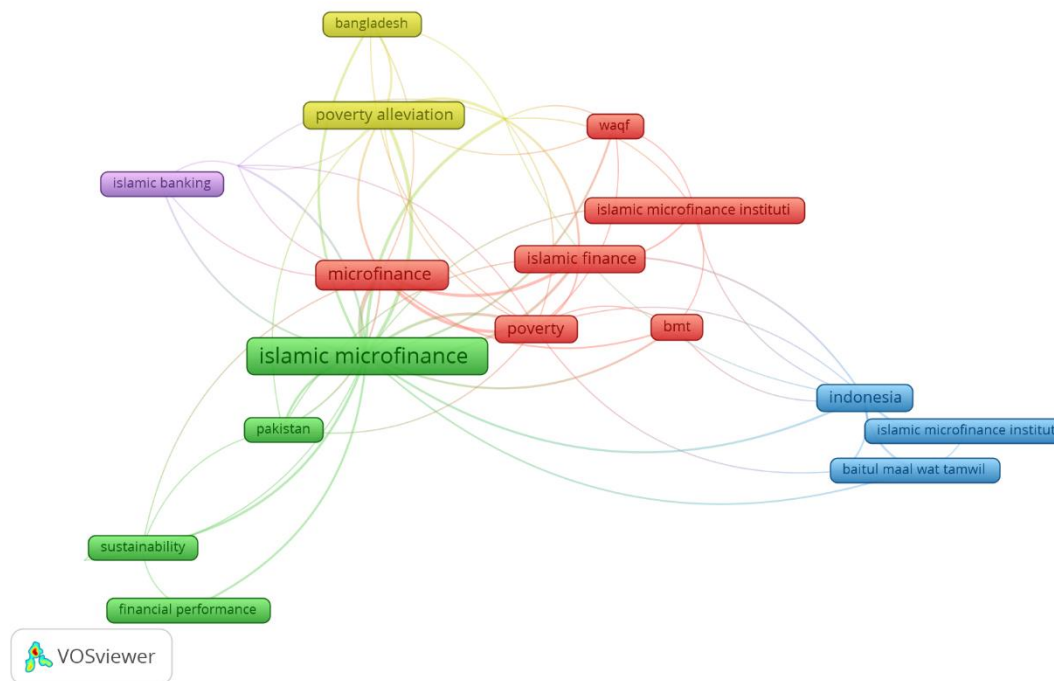 bangladesh
poverty alleviation
waqf
islamic banking
islamic microfinance instituti
islamic finance
microfinance
poverty
bmt
islamic microfinance
indonesia
pakistan
islamic microfinance institut
baitul maal wat tamwil
sustainability
financial performance
VOSviewer